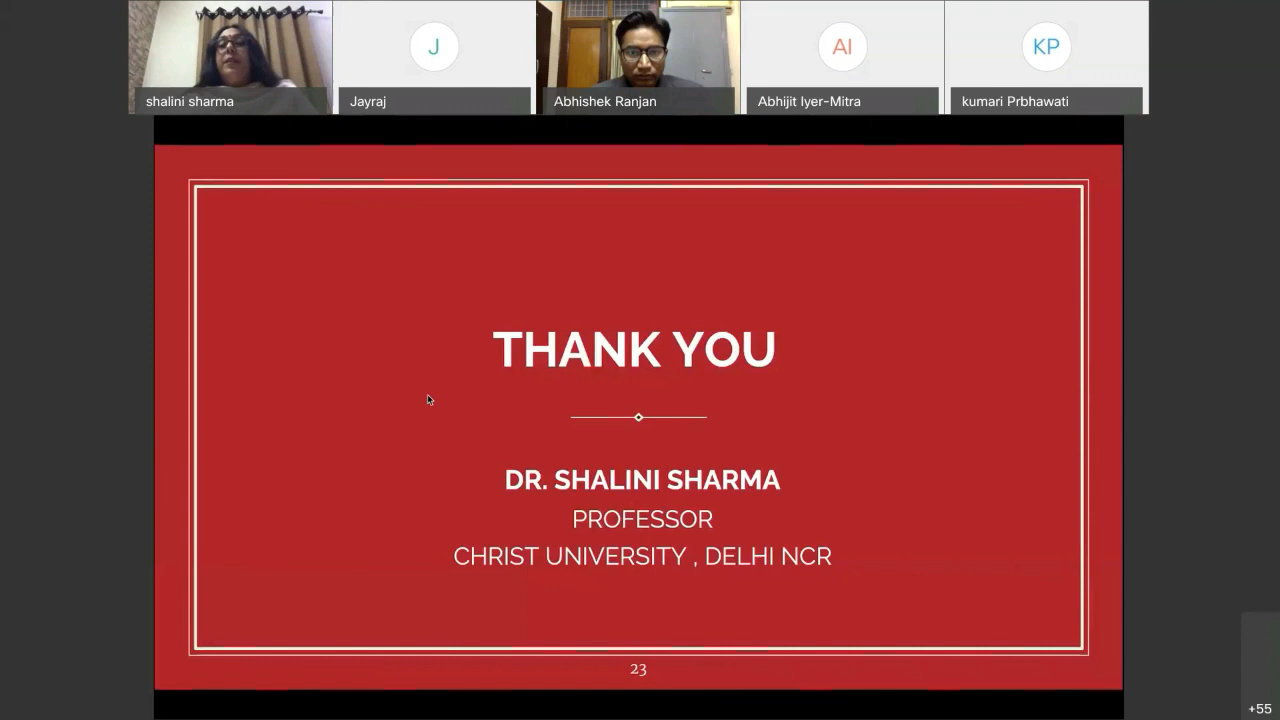 shalini sharma
J
Jayraj
Abhishek Ranjan
AI
Abhijit Iyer-Mitra
KP
kumari Prbhawati
THANK YOU
DR. SHALINI SHARMA
PROFESSOR
CHRIST UNIVERSITY , DELHI NCR
23
+55